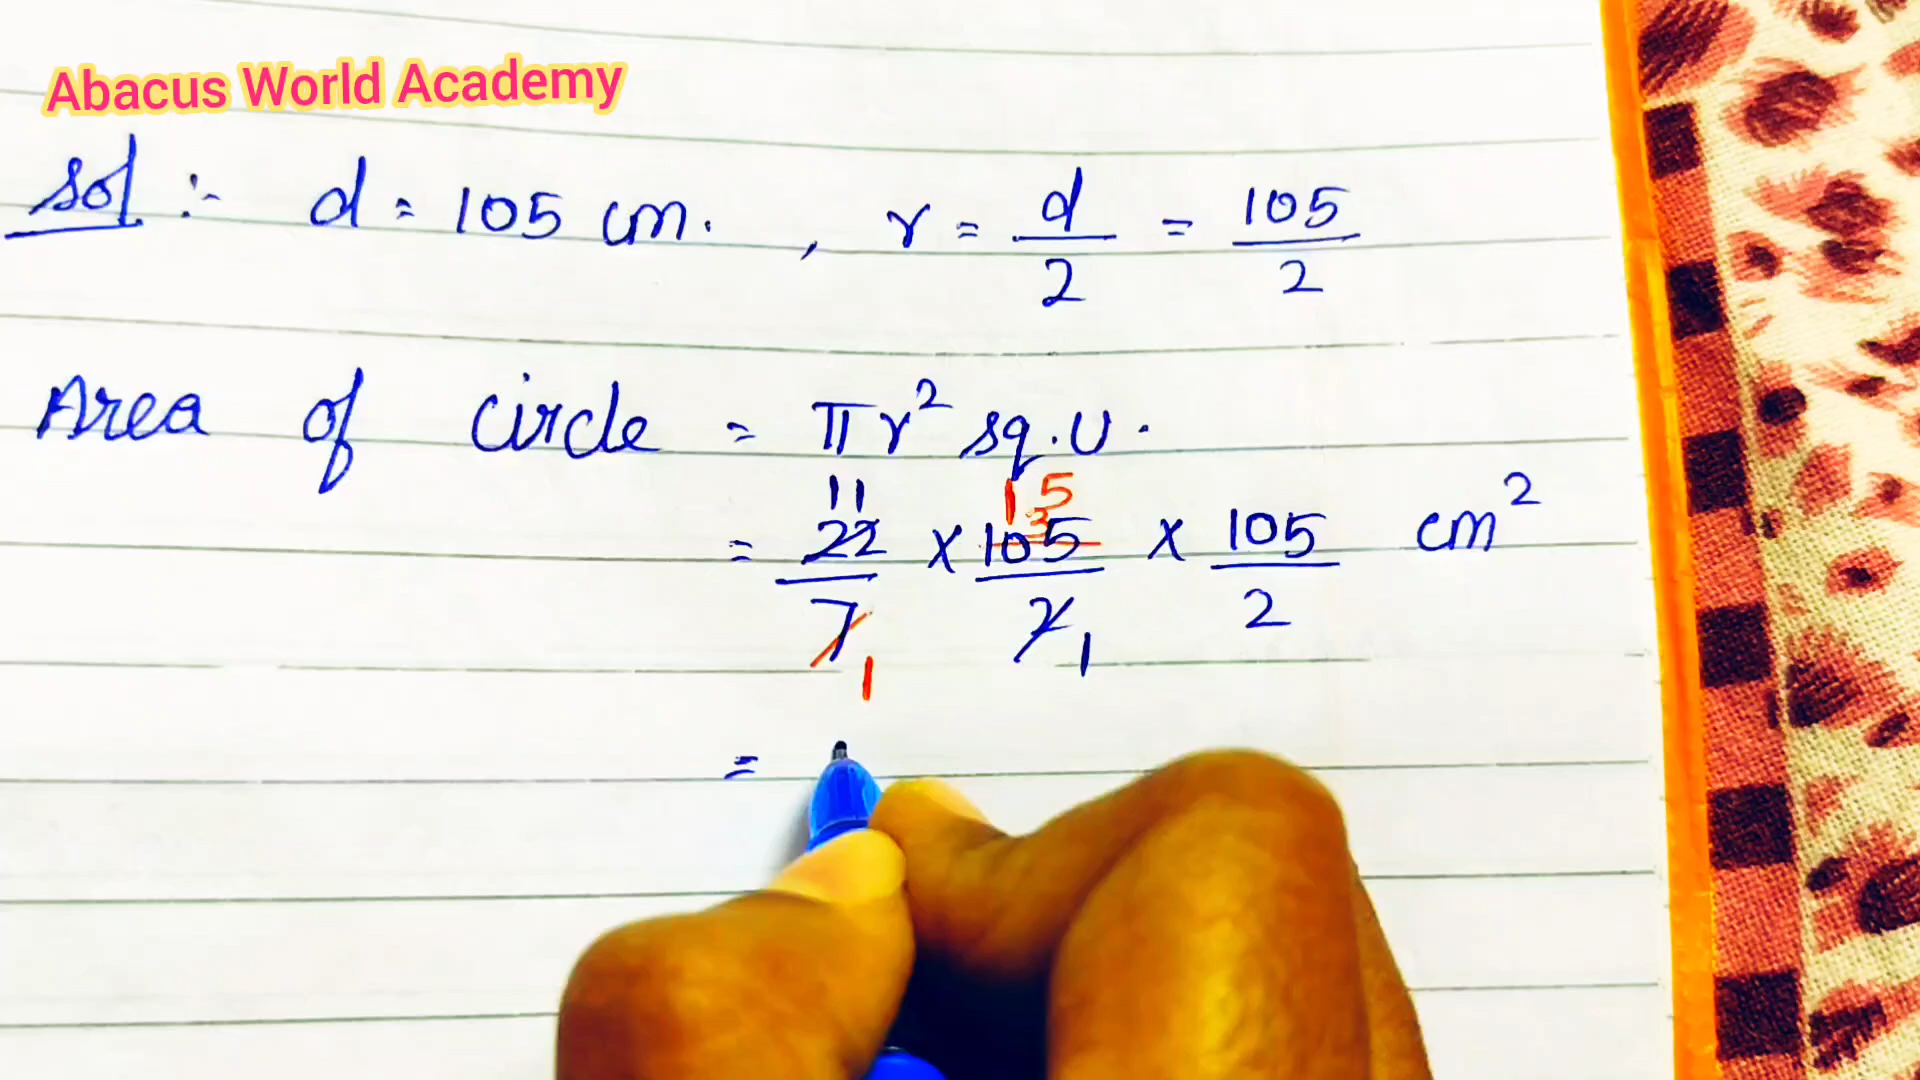 Abacus World Academy
Sol :- d = 105 cm. , r = d/2 = 105/2
Area of circle = πr² sq.u.
11 15 3
= 22/7 × 105/2 × 105/2 cm²
1 1
=